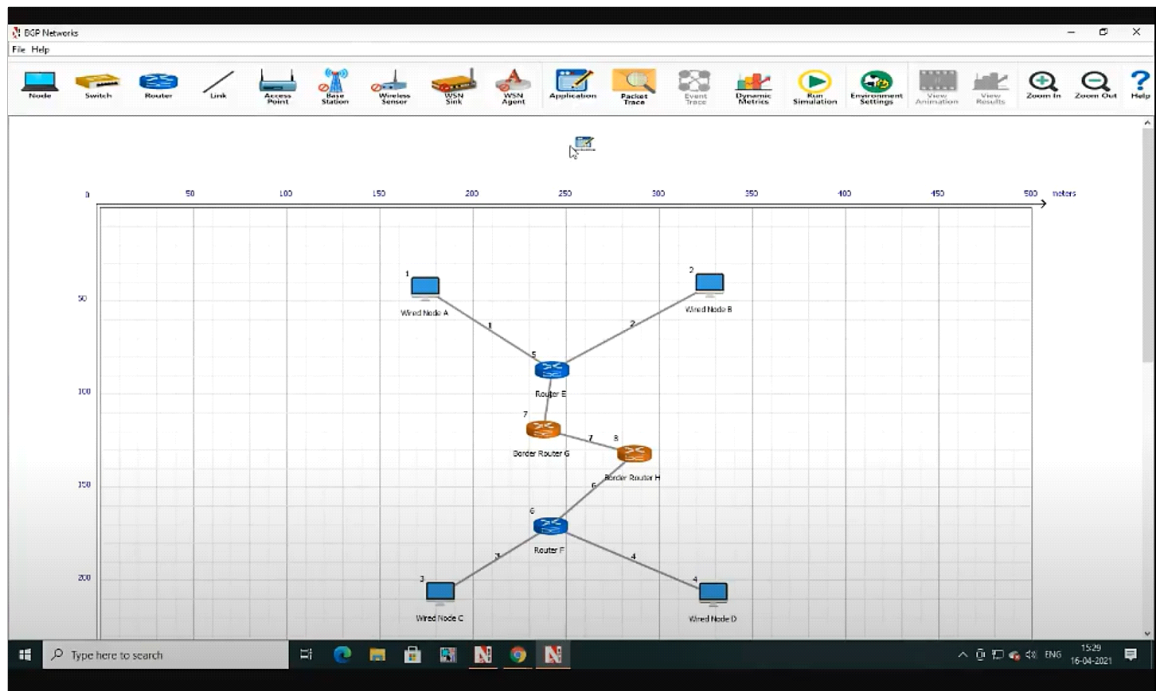 BGP Networks
File Help
Node Switch Router Link Access Point Base Station Wireless Sensor WSN Sink WSN Agent Application Packet Trace Event Trace Dynamic Metrics Run Simulation Environment Settings View Animation View Results Zoom In Zoom Out Help
0 50 100 150 200 250 300 350 400 450 500 meters
1
2
50
Wired Node A
Wired Node B
1
2
5
100
Router E
7
7
8
Border Router G
Border Router H
150
6
6
Router F
3
4
200
3
4
Wired Node C
Wired Node D
Type here to search
ENG
15:29
16-04-2021